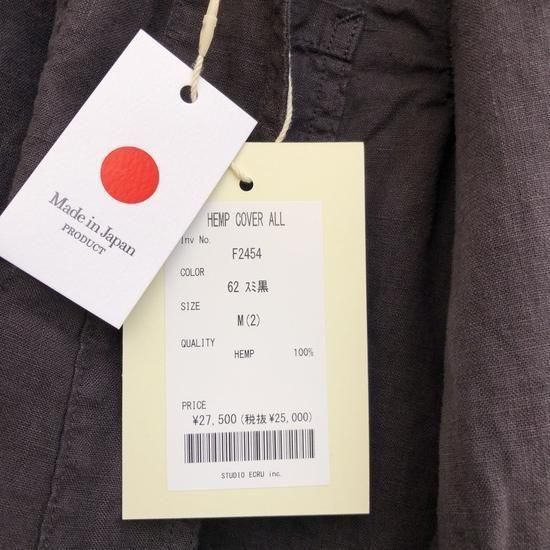 Made in Japan
PRODUCT
HEMP COVER ALL
Inv No.
F2454
COLOR
62 ｽﾐ黒
SIZE
M(2)
QUALITY
HEMP 100%
PRICE
¥27,500(税抜¥25,000)
STUDIO ECRU inc.